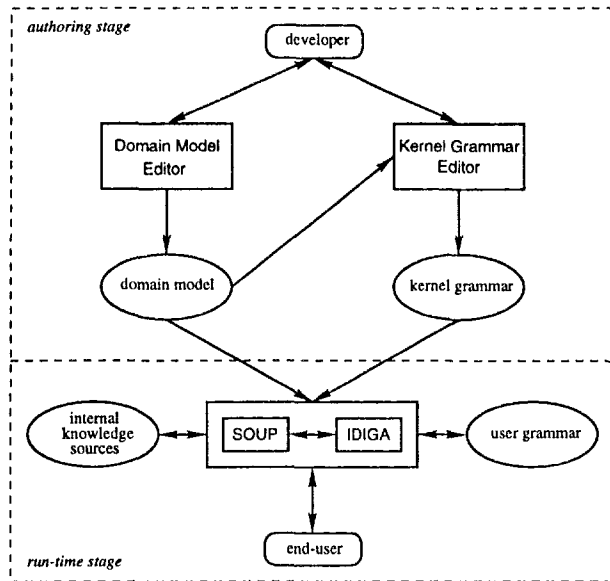 authoring stage
developer
Domain Model
Editor
Kernel Grammar
Editor
domain model
kernel grammar
internal
knowledge
sources
SOUP
IDIGA
user grammar
end-user
run-time stage